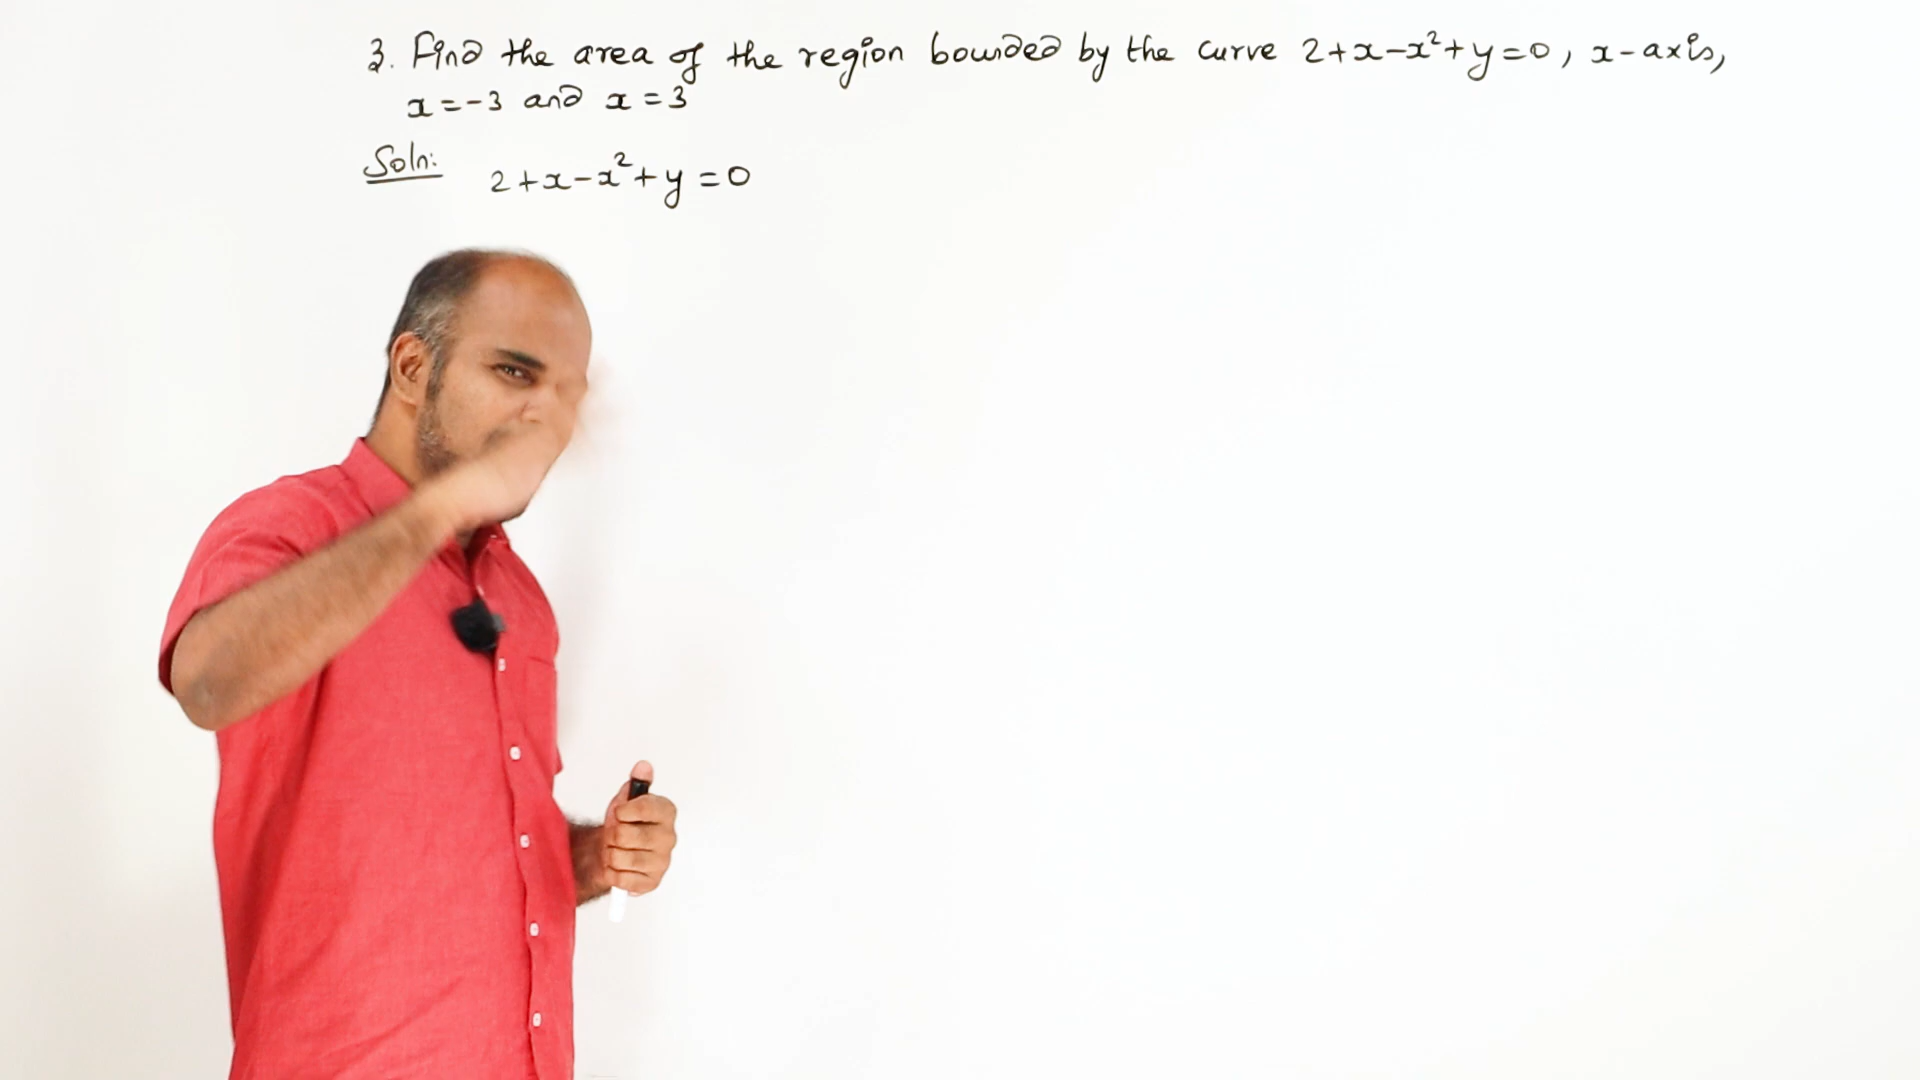 3. Find the area of the region bounded by the curve 2+x-x²+y=0, x-axis,
x=-3 and x=3
Soln: 2+x-x²+y=0